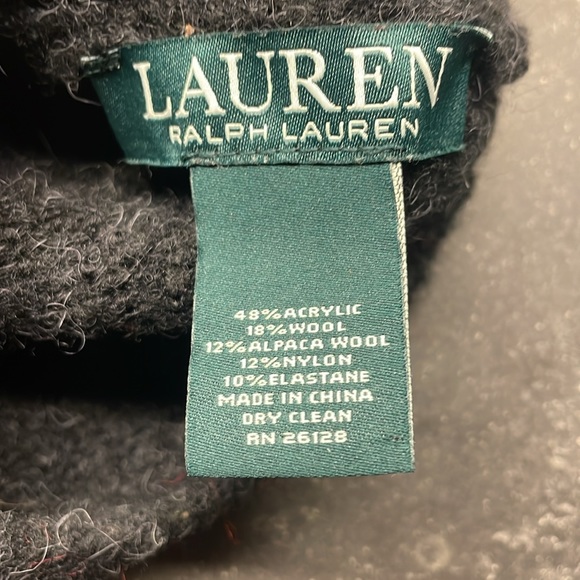 LAUREN
RALPH LAUREN
48%ACRYLIC
18%WOOL
12%ALPACA WOOL
12%NYLON
10%ELASTANE
MADE IN CHINA
DRY CLEAN
RN 26128